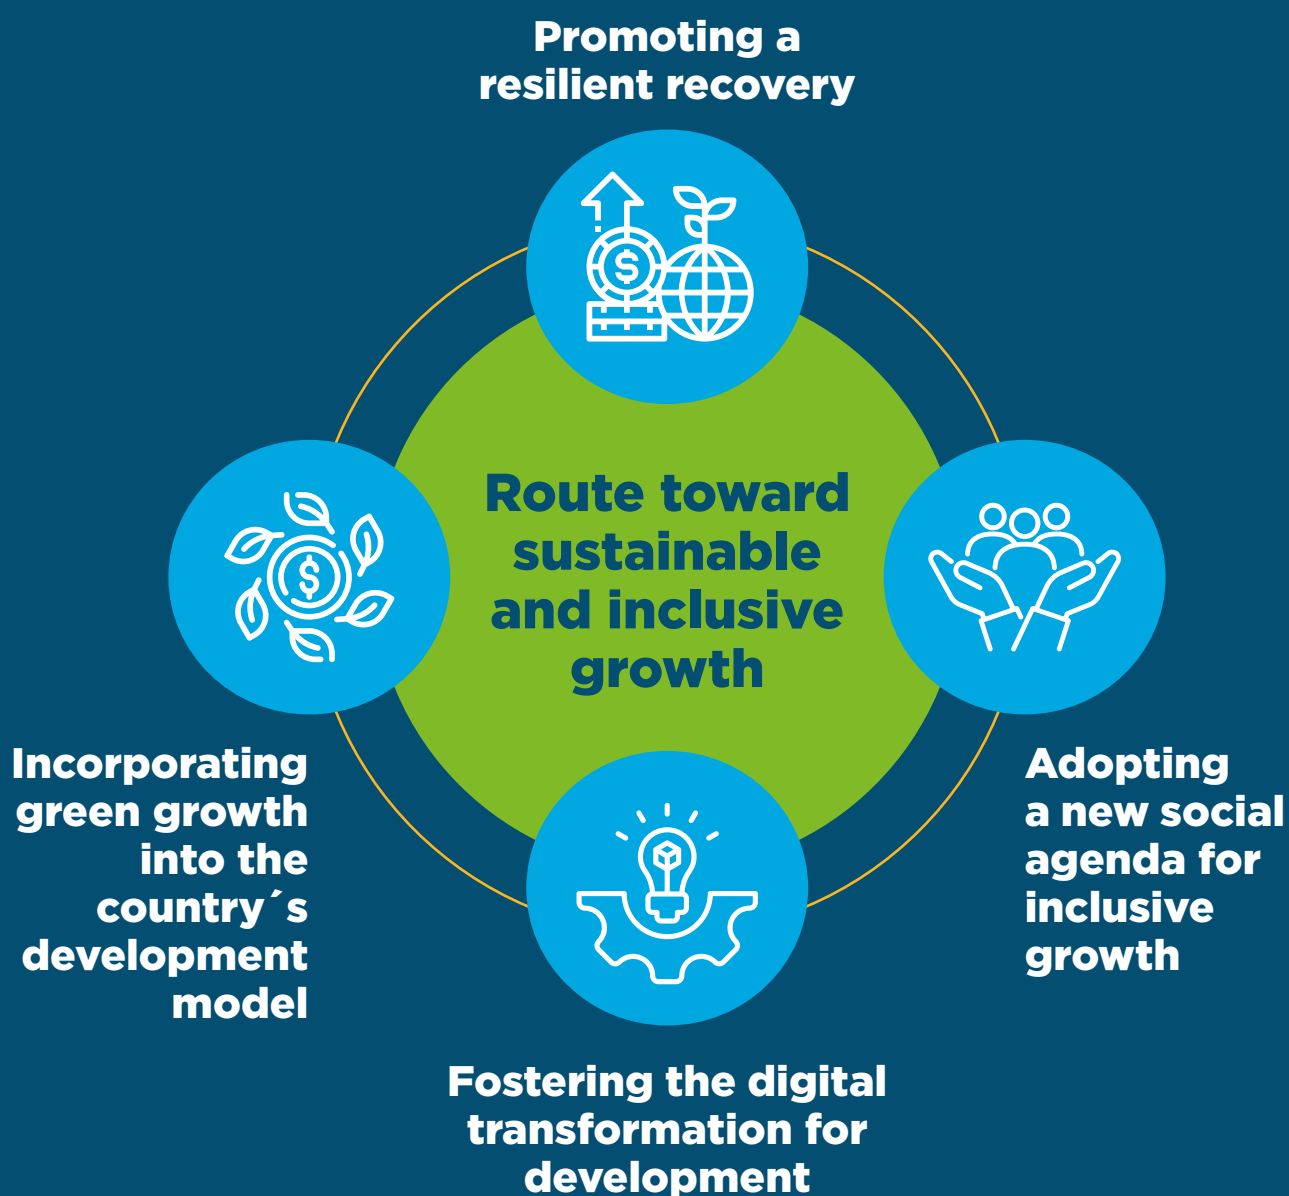 Promoting a
resilient recovery
Route toward
sustainable
and inclusive
growth
Incorporating
green growth
into the
country´s
development
model
Adopting
a new social
agenda for
inclusive
growth
Fostering the digital
transformation for
development